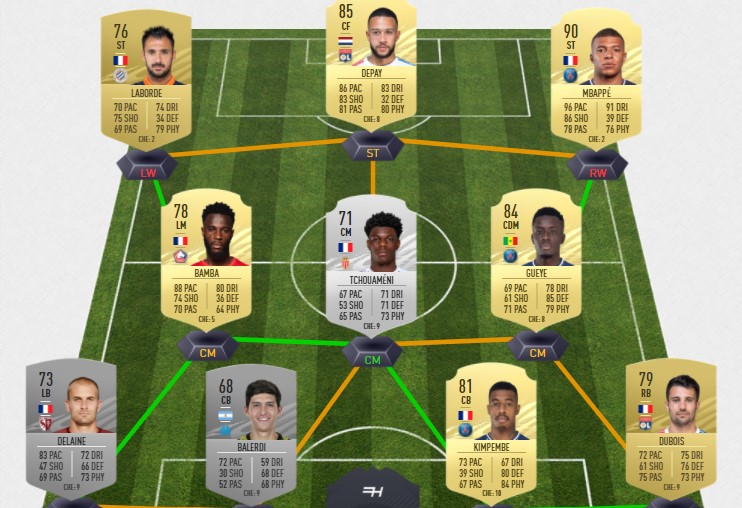 76
ST
LABORDE
70 PAC 74 DRI
75 SHO 34 DEF
69 PAS 79 PHY
CHE: 2
LW
85
CF
DEPAY
86 PAC 83 DRI
83 SHO 32 DEF
81 PAS 80 PHY
CHE: 8
ST
90
ST
MBAPPÉ
96 PAC 91 DRI
86 SHO 39 DEF
78 PAS 76 PHY
CHE: 2
RW
78
LM
BAMBA
88 PAC 80 DRI
74 SHO 36 DEF
70 PAS 64 PHY
CHE: 5
CM
71
CM
TCHOUAMÉNI
67 PAC 71 DRI
53 SHO 71 DEF
65 PAS 73 PHY
CHE: 9
CM
84
CDM
GUEYE
69 PAC 78 DRI
61 SHO 85 DEF
71 PAS 79 PHY
CHE: 8
CM
73
LB
DELAINE
83 PAC 72 DRI
47 SHO 66 DEF
69 PAS 73 PHY
CHE: 9
68
CB
BALERDI
72 PAC 59 DRI
30 SHO 68 DEF
52 PAS 68 PHY
CHE: 9
81
CB
KIMPEMBE
73 PAC 67 DRI
39 SHO 80 DEF
67 PAS 84 PHY
CHE: 10
79
RB
DUBOIS
72 PAC 75 DRI
61 SHO 76 DEF
75 PAS 73 PHY
CHE: 9